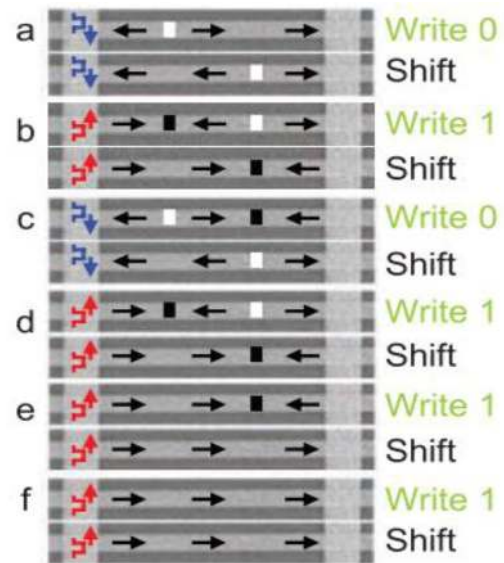 a Write 0
Shift
b Write 1
Shift
c Write 0
Shift
d Write 1
Shift
e Write 1
Shift
f Write 1
Shift